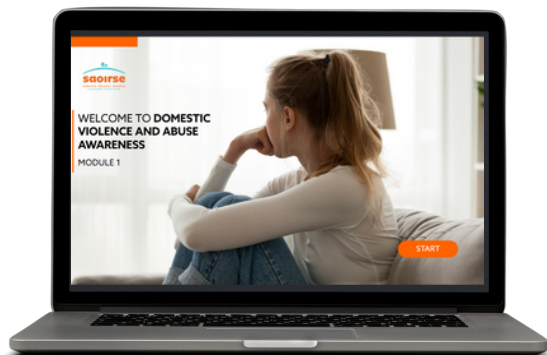 saoirse
WELCOME TO DOMESTIC
VIOLENCE AND ABUSE
AWARENESS
MODULE 1
START